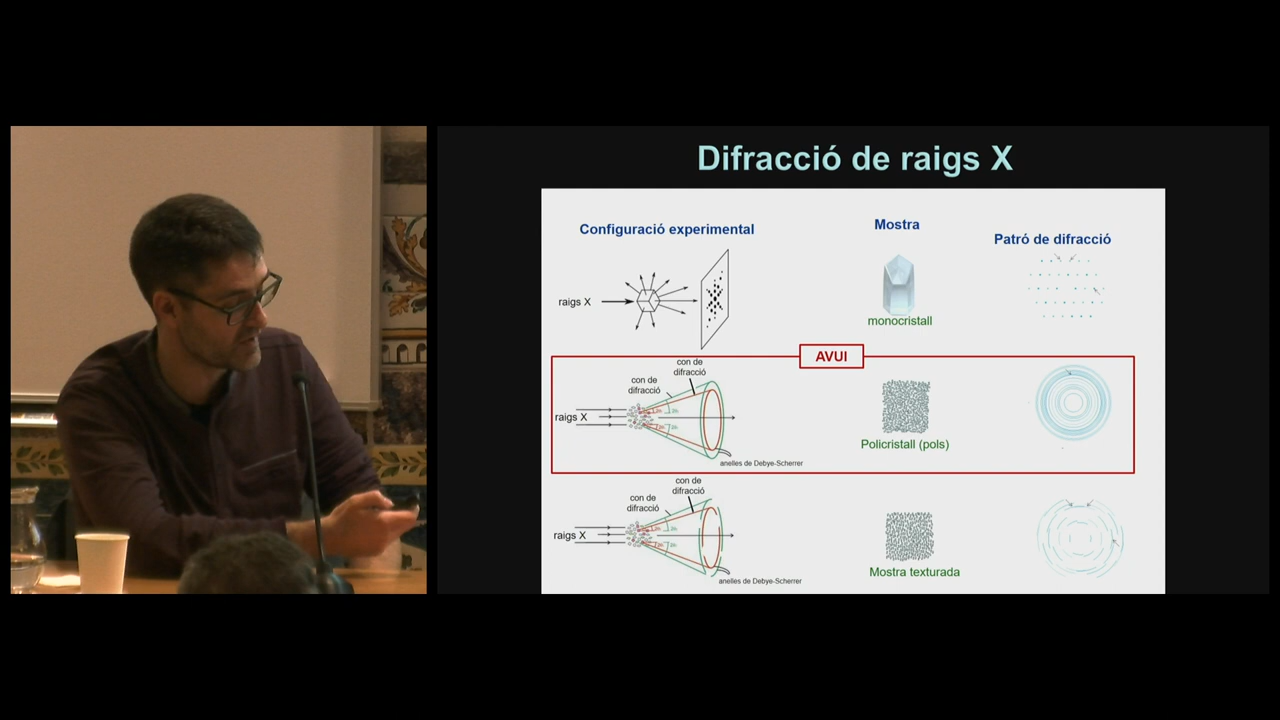 Difracció de raigs X
Configuració experimental
Mostra
Patró de difracció
raigs X
monocristall
AVUI
con de
difracció
con de
difracció
raigs X
Policristall (pols)
anelles de Debye-Scherrer
con de
difracció
con de
difracció
raigs X
Mostra texturada
anelles de Debye-Scherrer